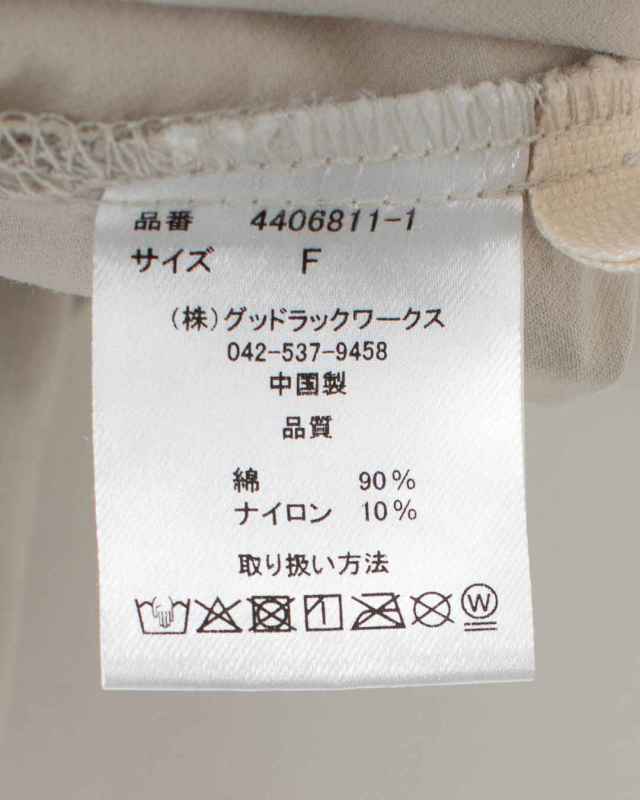 品番 4406811-1
サイズ F
(株)グッドラックワークス
042-537-9458
中国製
品質
綿 90%
ナイロン 10%
取り扱い方法
W